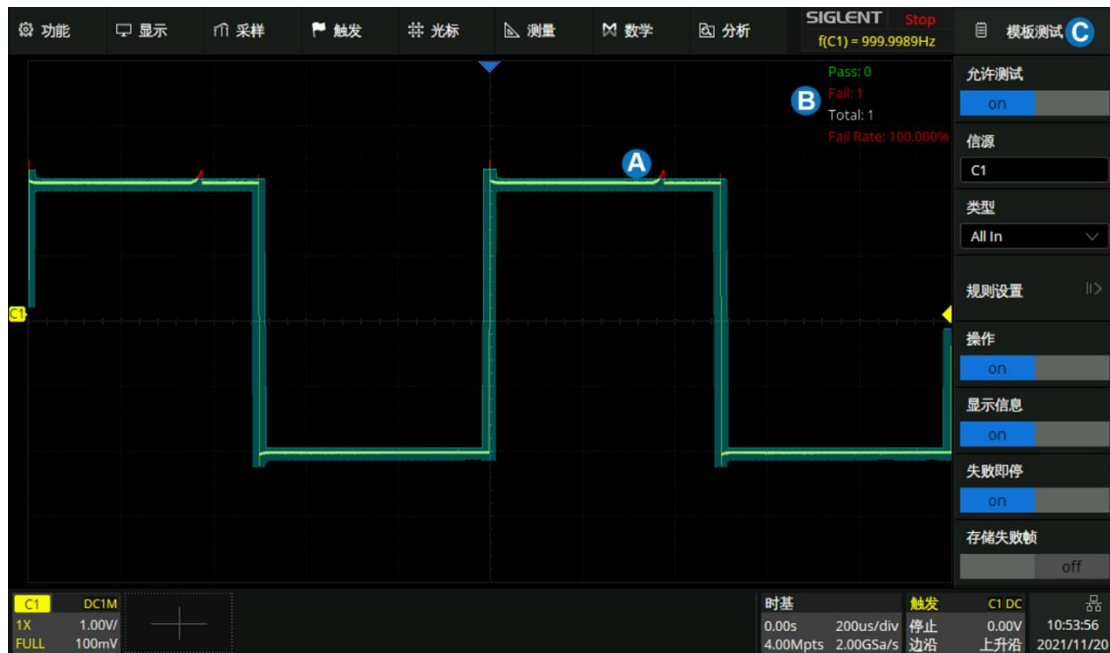 功能 显示 采样 触发 光标 测量 数学 分析
SIGLENT Stop
f(C1) = 999.9989Hz
模板测试 C
Pass: 0
B
Fail: 1
Total: 1
Fail Rate: 100.000%
A
C1
允许测试
on
信源
C1
类型
All In
规则设置
操作
on
显示信息
on
失败即停
on
存储失败帧
off
C1 DC1M
1X 1.00V/
FULL 100mV
时基
0.00s 200us/div
4.00Mpts 2.00GSa/s
触发 C1 DC
停止 0.00V
边沿 上升沿
10:53:56
2021/11/20